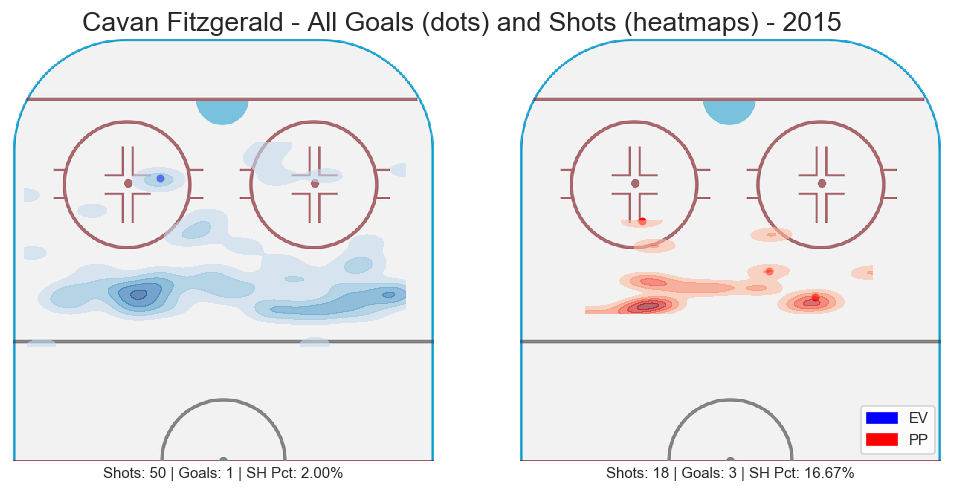 Cavan Fitzgerald - All Goals (dots) and Shots (heatmaps) - 2015
EV
PP
Shots: 50 | Goals: 1 | SH Pct: 2.00%
Shots: 18 | Goals: 3 | SH Pct: 16.67%